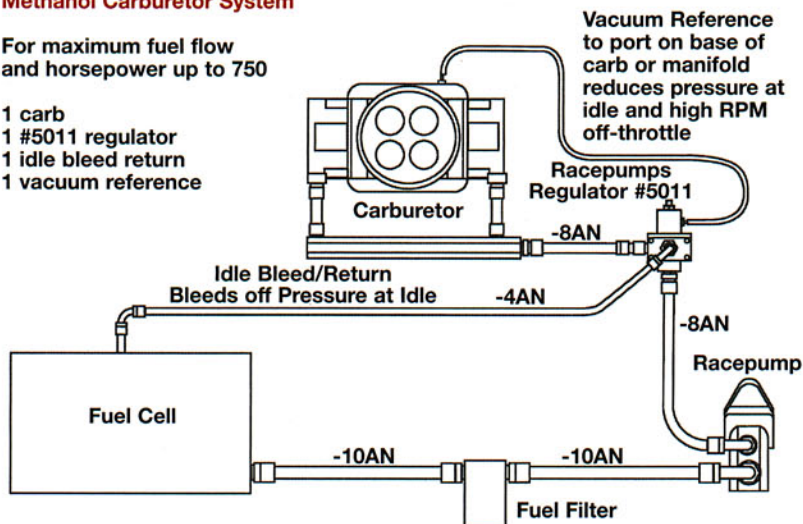 Methanol Carburetor System
For maximum fuel flow
and horsepower up to 750
1 carb
1 #5011 regulator
1 idle bleed return
1 vacuum reference
Vacuum Reference
to port on base of
carb or manifold
reduces pressure at
idle and high RPM
off-throttle
Racepumps
Regulator #5011
Carburetor
-8AN
Idle Bleed/Return
Bleeds off Pressure at Idle
-4AN
-8AN
Racepump
Fuel Cell
-10AN
-10AN
Fuel Filter